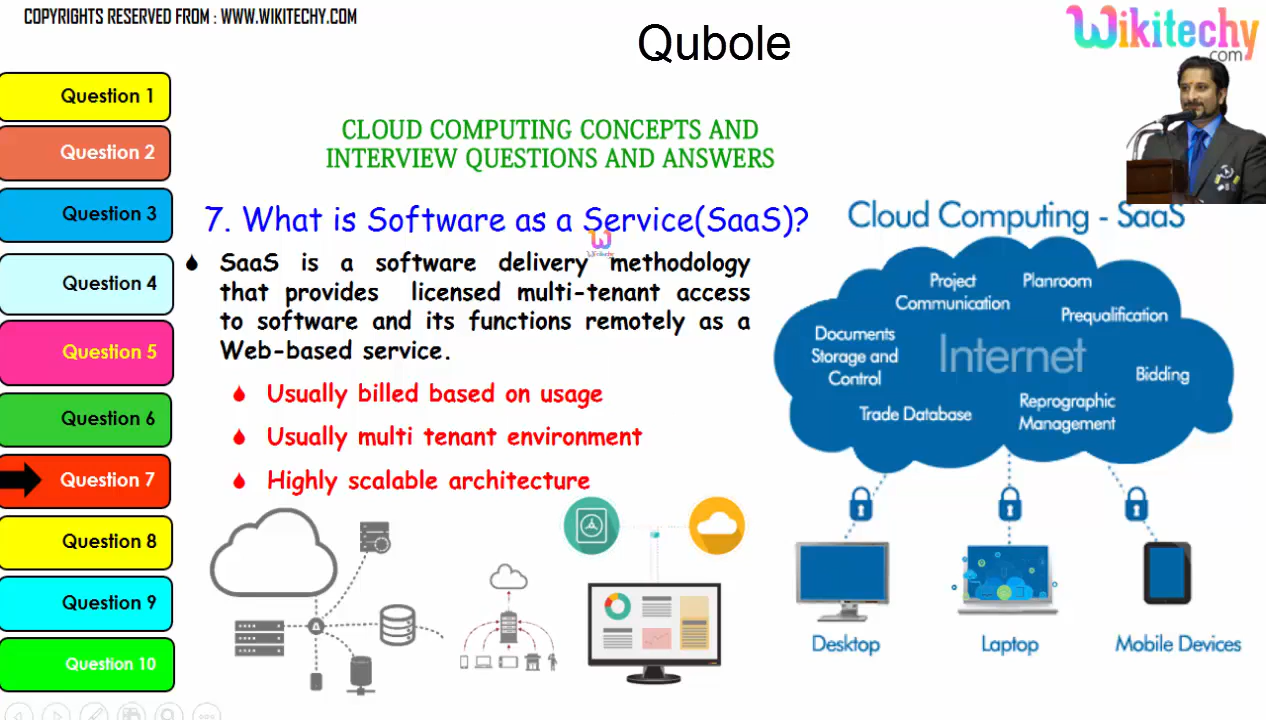 COPYRIGHTS RESERVED FROM : WWW.WIKITECHY.COM
Qubole
Wikitechy
.com
Question 1
Question 2
Question 3
Question 4
Question 5
Question 6
Question 7
Question 8
Question 9
Question 10
CLOUD COMPUTING CONCEPTS AND
INTERVIEW QUESTIONS AND ANSWERS
7. What is Software as a Service(SaaS)?
W
Wikitechy
SaaS is a software delivery methodology
that provides licensed multi-tenant access
to software and its functions remotely as a
Web-based service.
Usually billed based on usage
Usually multi tenant environment
Highly scalable architecture
Cloud Computing - SaaS
Project
Communication
Planroom
Prequalification
Documents
Storage and
Control
Internet
Bidding
Trade Database
Reprographic
Management
Desktop
Laptop
Mobile Devices